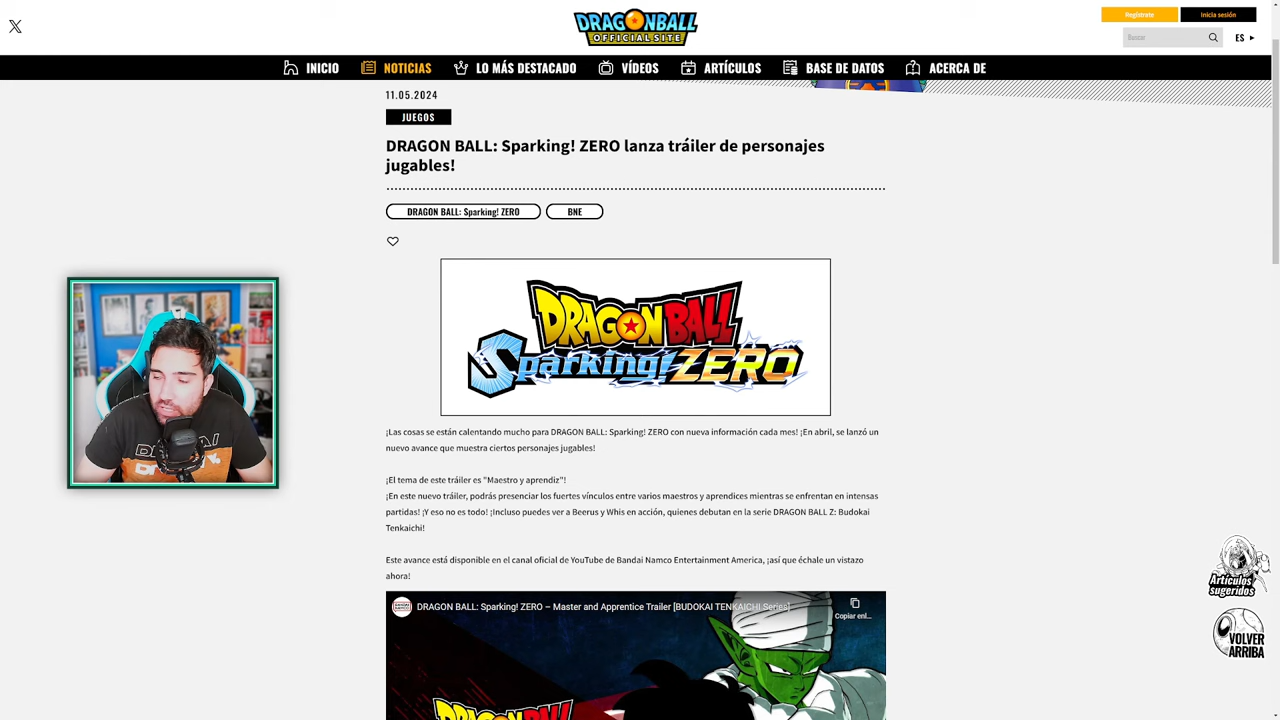 DRAGONBALL
OFFICIAL SITE
Regístrate
Inicia sesión
Buscar
ES
INICIO
NOTICIAS
LO MÁS DESTACADO
VÍDEOS
ARTÍCULOS
BASE DE DATOS
ACERCA DE
11.05.2024
JUEGOS
DRAGON BALL: Sparking! ZERO lanza tráiler de personajes
jugables!
DRAGON BALL: Sparking! ZERO
BNE
DRAGONBALL
Sparking! ZERO
¡Las cosas se están calentando mucho para DRAGON BALL: Sparking! ZERO con nueva información cada mes! ¡En abril, se lanzó un
nuevo avance que muestra ciertos personajes jugables!
¡El tema de este tráiler es "Maestro y aprendiz"!
¡En este nuevo tráiler, podrás presenciar los fuertes vínculos entre varios maestros y aprendices mientras se enfrentan en intensas
partidas! ¡Y eso no es todo! ¡Incluso puedes ver a Beerus y Whis en acción, quienes debutan en la serie DRAGON BALL Z: Budokai
Tenkaichi!
Este avance está disponible en el canal oficial de YouTube de Bandai Namco Entertainment America, ¡así que échale un vistazo
ahora!
DRAGON BALL: Sparking! ZERO – Master and Apprentice Trailer [BUDOKAI TENKAICHI Series]
Copiar enl...
DRAGONBALL
Artículos
sugeridos
VOLVER
ARRIBA